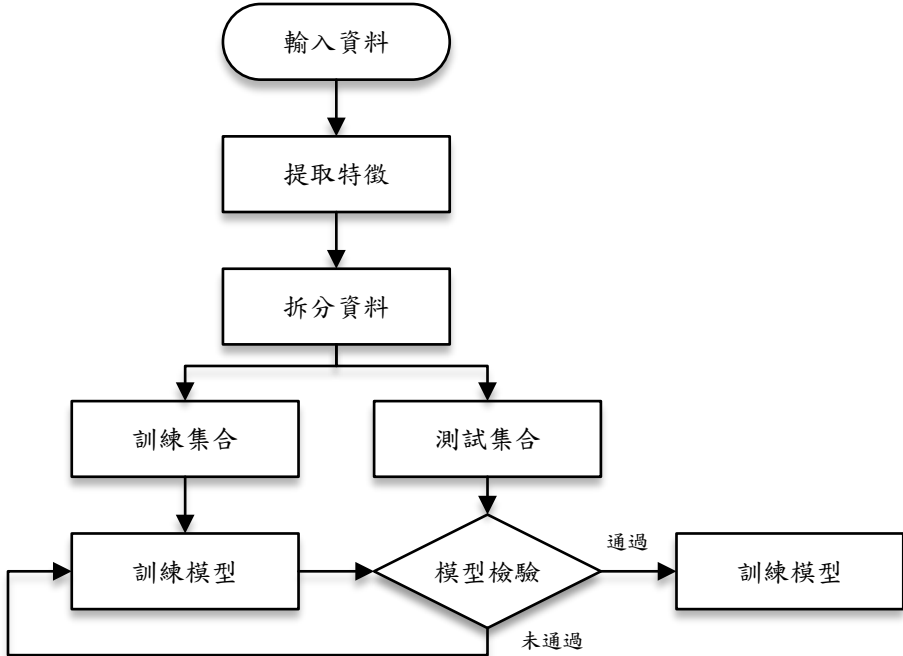 輸入資料
提取特徵
拆分資料
訓練集合
測試集合
訓練模型
模型檢驗
通過
訓練模型
未通過